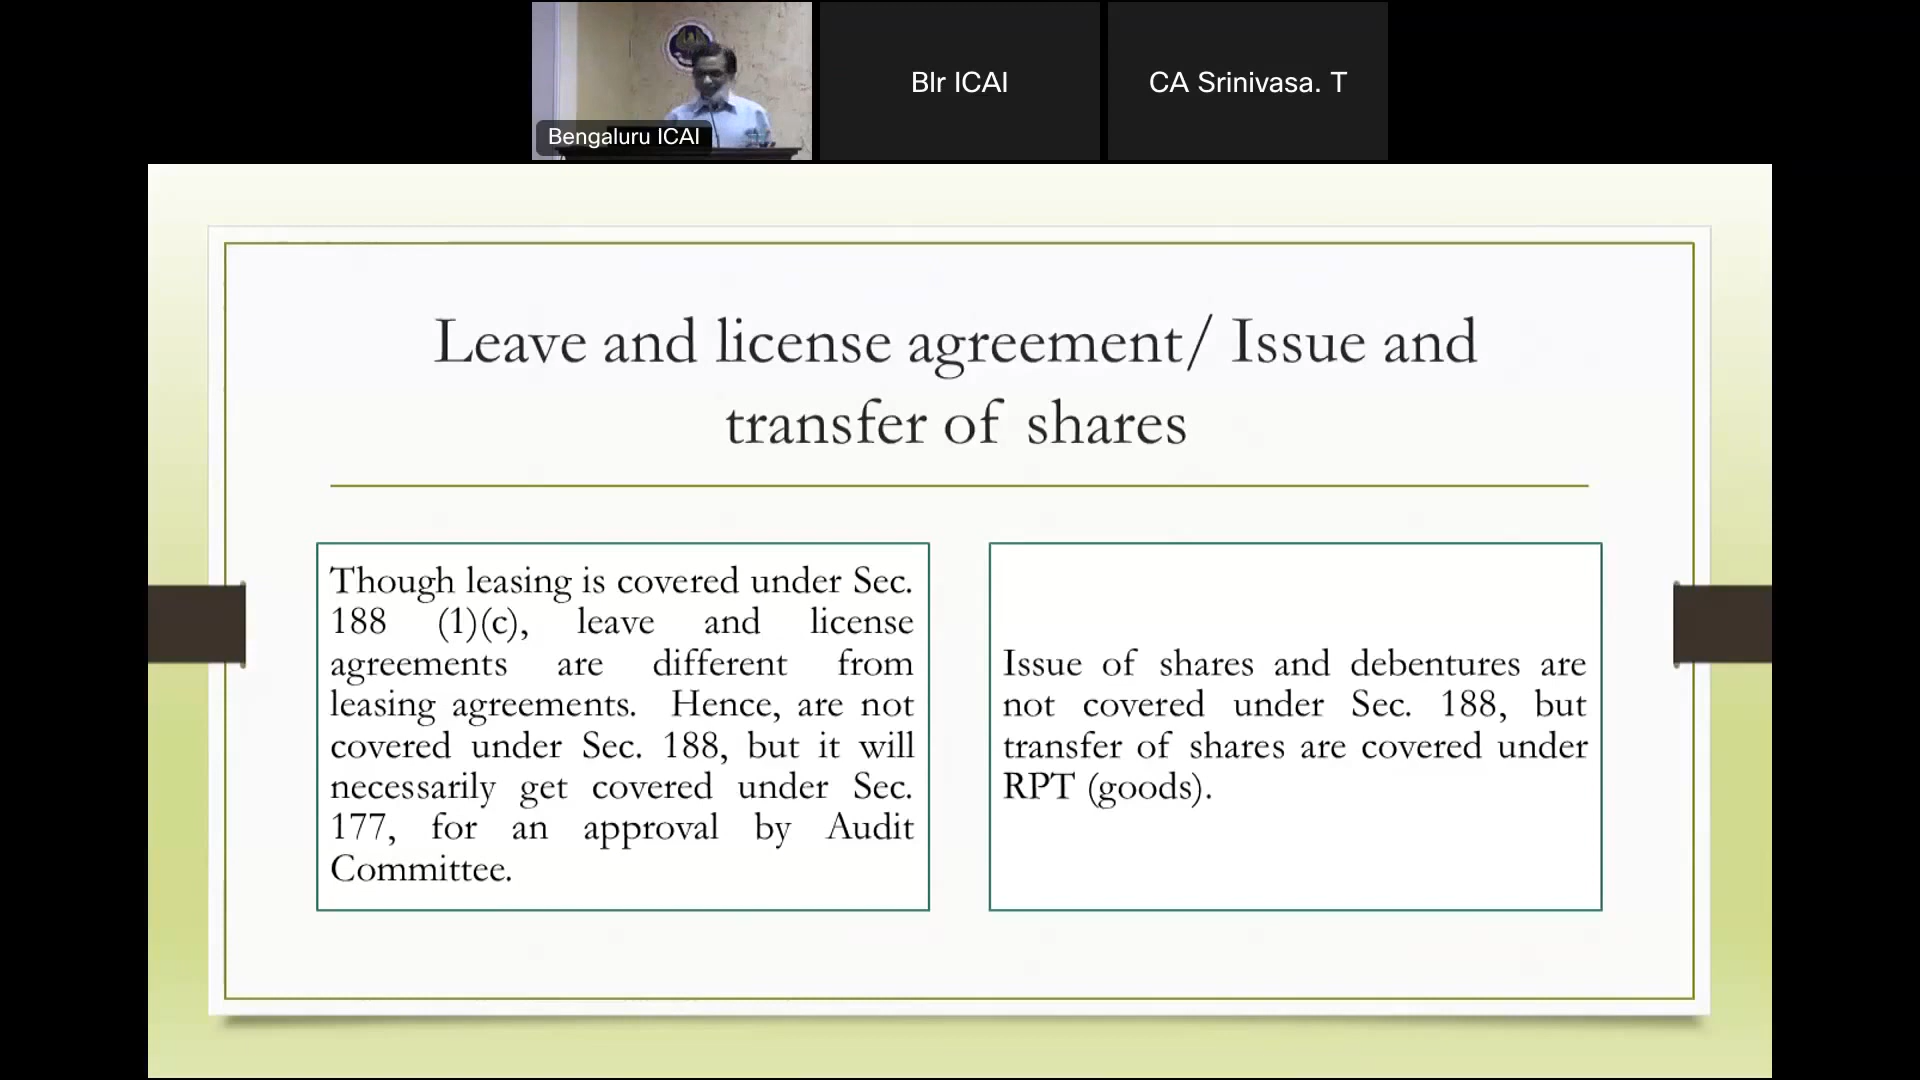 Bengaluru ICAI
Blr ICAI
CA Srinivasa. T
Leave and license agreement/ Issue and
transfer of shares
Though leasing is covered under Sec.
188 (1)(c), leave and license
agreements are different from
leasing agreements. Hence, are not
covered under Sec. 188, but it will
necessarily get covered under Sec.
177, for an approval by Audit
Committee.
Issue of shares and debentures are
not covered under Sec. 188, but
transfer of shares are covered under
RPT (goods).